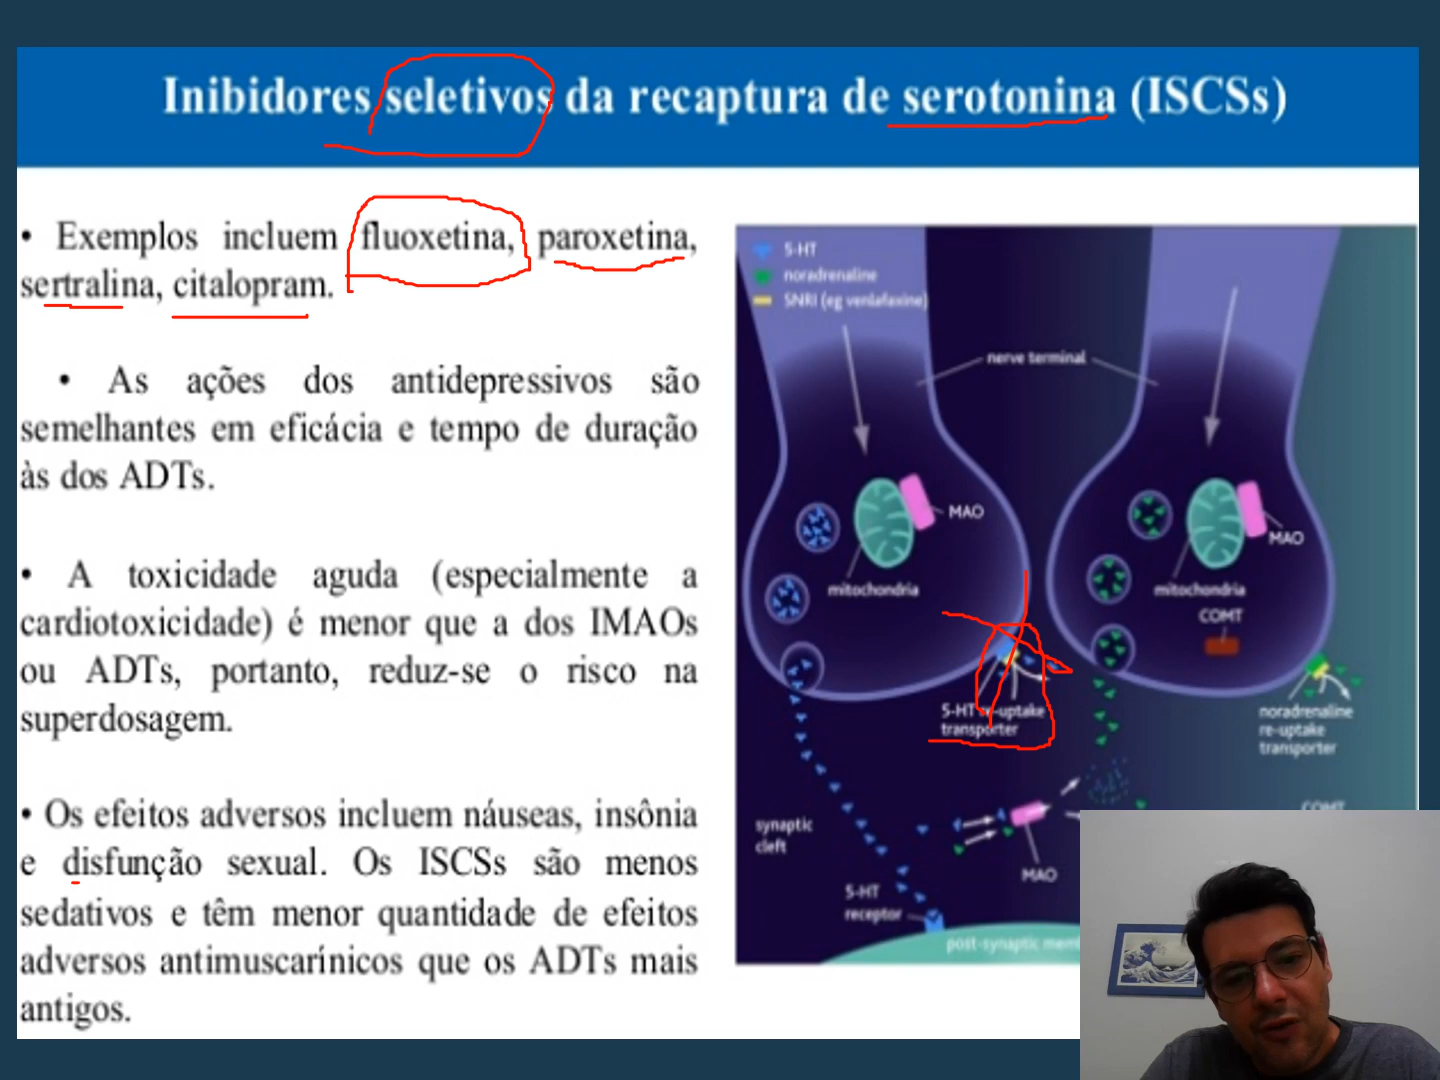 Inibidores seletivos da recaptura de serotonina (ISCSs)
• Exemplos incluem fluoxetina, paroxetina,
sertralina, citalopram.
• As ações dos antidepressivos são
semelhantes em eficácia e tempo de duração
às dos ADTs.
• A toxicidade aguda (especialmente a
cardiotoxicidade) é menor que a dos IMAOs
ou ADTs, portanto, reduz-se o risco na
superdosagem.
• Os efeitos adversos incluem náuseas, insônia
e disfunção sexual. Os ISCSs são menos
sedativos e têm menor quantidade de efeitos
adversos antimuscarínicos que os ADTs mais
antigos.
5-HT
noradrenaline
SNRI (eg venlafaxine)
nerve terminal
MAO
mitochondria
MAO
mitochondria
COMT
5-HT re-uptake
transporter
noradrenaline
re-uptake
transporter
synaptic
cleft
MAO
COMT
5-HT
receptor
post-synaptic mem